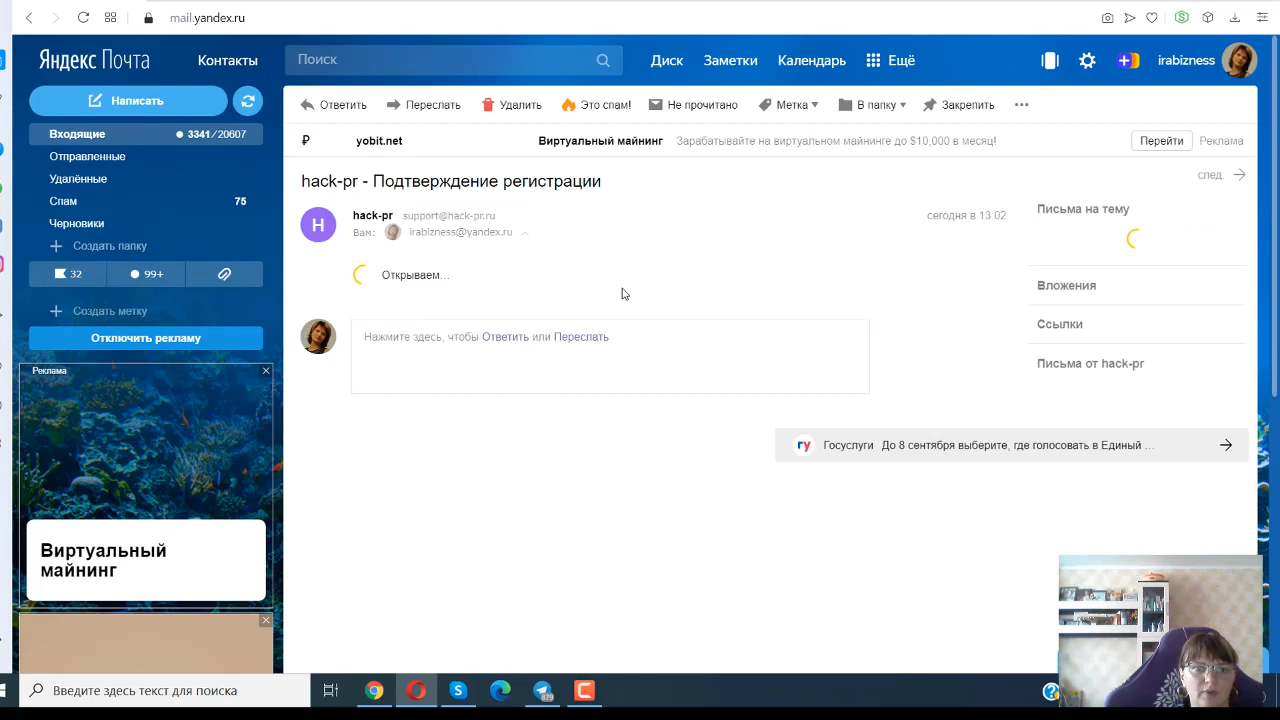 mail.yandex.ru
Яндекс Почта
Контакты
Поиск
Диск
Заметки
Календарь
Ещё
irabizness
Написать
Ответить
Переслать
Удалить
Это спам!
Не прочитано
Метка
В папку
Закрепить
Входящие
3341/20607
Отправленные
Удалённые
Спам
75
Черновики
Создать папку
32
99+
Создать метку
Отключить рекламу
Реклама
Виртуальный
майнинг
₽
yobit.net
Виртуальный майнинг
Зарабатывайте на виртуальном майнинге до $10,000 в месяц!
Перейти
Реклама
hack-pr - Подтверждение регистрации
след.
H
hack-pr support@hack-pr.ru
сегодня в 13:02
Вам: irabizness@yandex.ru
Открываем...
Нажмите здесь, чтобы Ответить или Переслать
Письма на тему
Вложения
Ссылки
Письма от hack-pr
гу
Госуслуги До 8 сентября выберите, где голосовать в Единый ...
Введите здесь текст для поиска